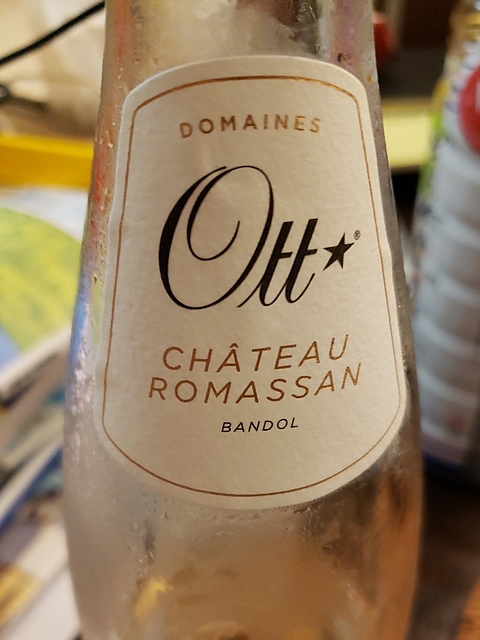 DOMAINES
Ott★®
CHÂTEAU
ROMASSAN
BANDOL